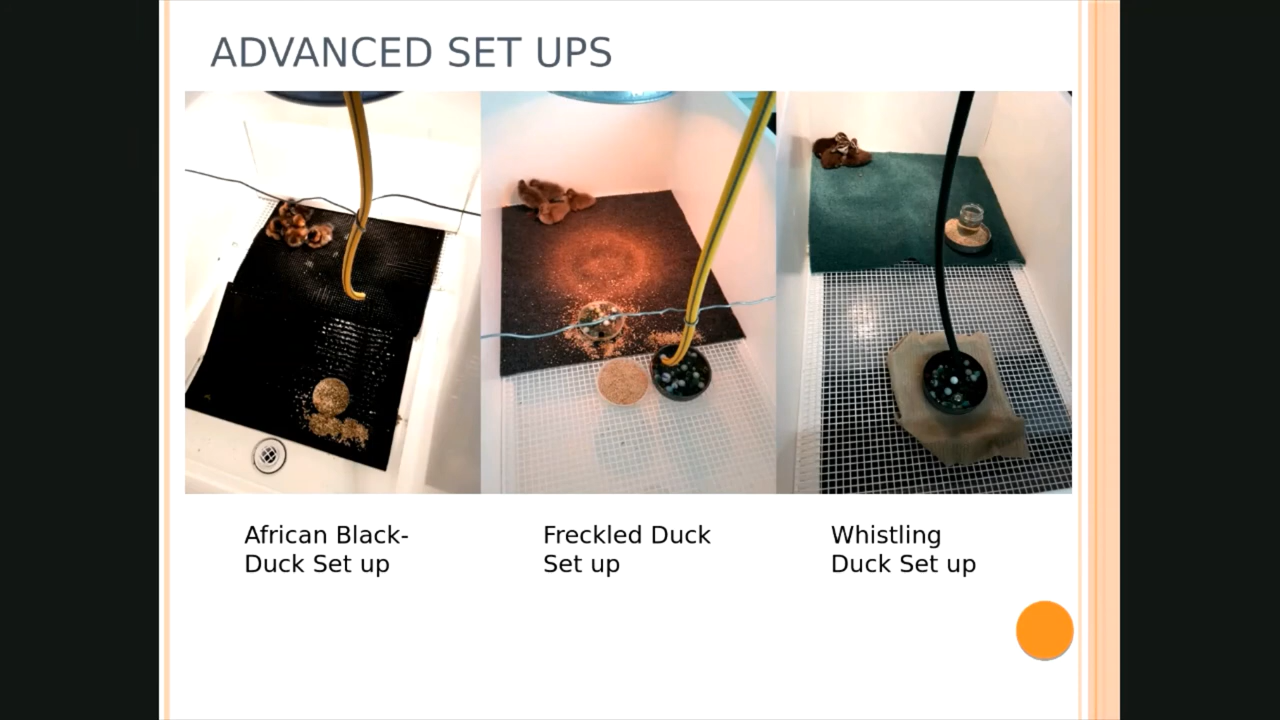 ADVANCED SET UPS
African Black-
Duck Set up
Freckled Duck
Set up
Whistling
Duck Set up